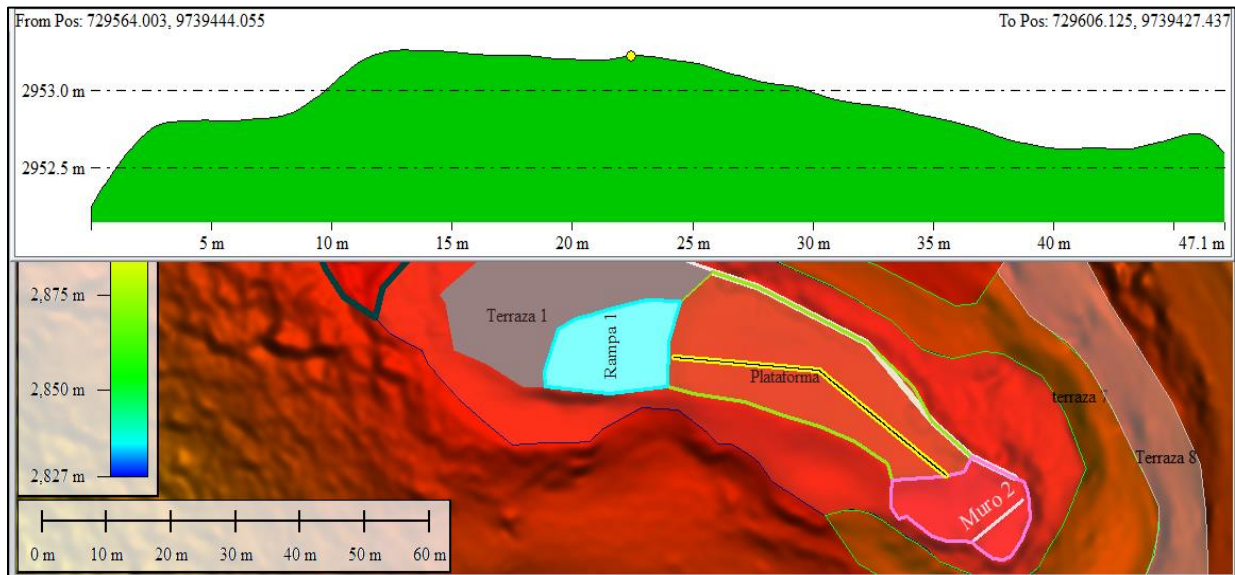 From Pos: 729564.003, 9739444.055 To Pos: 729606.125, 9739427.437
2953.0 m
2952.5 m
5 m 10 m 15 m 20 m 25 m 30 m 35 m 40 m 47.1 m
2,875 m
2,850 m
2,827 m
Terraza 1
Rampa 1
Plataforma
terraza 7
Terraza 8
Muro 2
0 m 10 m 20 m 30 m 40 m 50 m 60 m